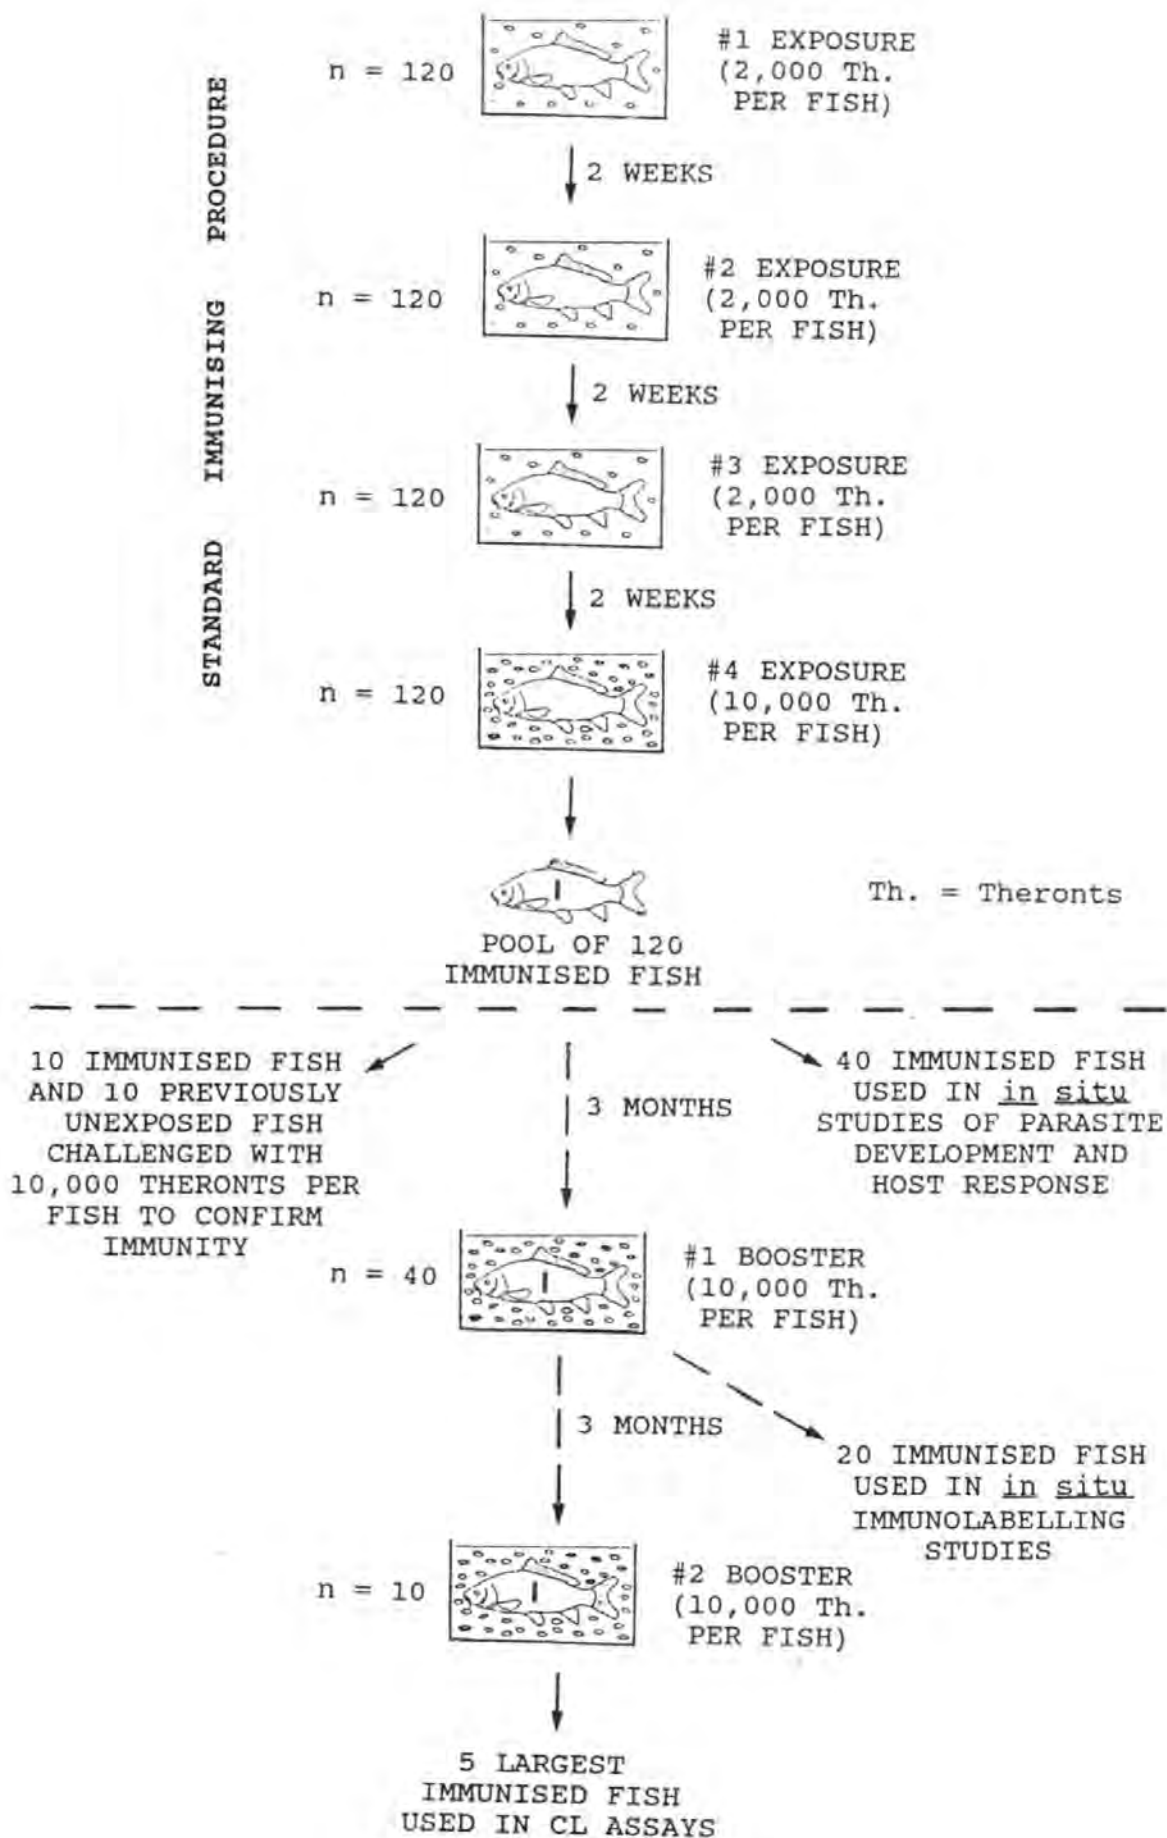 STANDARD IMMUNISING PROCEDURE
n = 120
#1 EXPOSURE
(2,000 Th.
PER FISH)
2 WEEKS
n = 120
#2 EXPOSURE
(2,000 Th.
PER FISH)
2 WEEKS
n = 120
#3 EXPOSURE
(2,000 Th.
PER FISH)
2 WEEKS
n = 120
#4 EXPOSURE
(10,000 Th.
PER FISH)
Th. = Theronts
POOL OF 120
IMMUNISED FISH
10 IMMUNISED FISH
AND 10 PREVIOUSLY
UNEXPOSED FISH
CHALLENGED WITH
10,000 THERONTS PER
FISH TO CONFIRM
IMMUNITY
3 MONTHS
40 IMMUNISED FISH
USED IN in situ
STUDIES OF PARASITE
DEVELOPMENT AND
HOST RESPONSE
n = 40
#1 BOOSTER
(10,000 Th.
PER FISH)
3 MONTHS
20 IMMUNISED FISH
USED IN in situ
IMMUNOLABELLING
STUDIES
n = 10
#2 BOOSTER
(10,000 Th.
PER FISH)
5 LARGEST
IMMUNISED FISH
USED IN CL ASSAYS